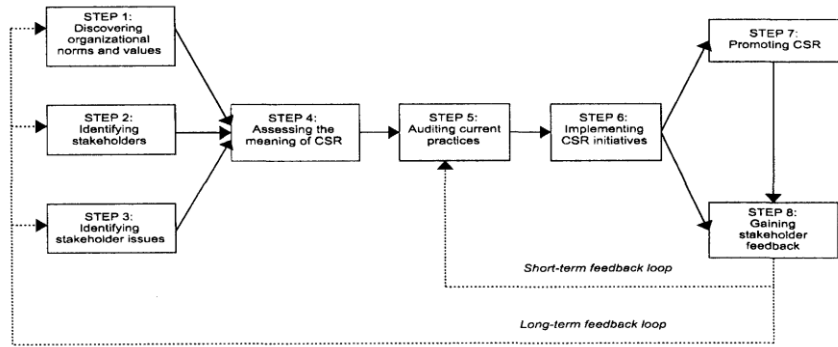 STEP 1:
Discovering
organizational
norms and values
STEP 2:
Identifying
stakeholders
STEP 3:
Identifying
stakeholder issues
STEP 4:
Assessing the
meaning of CSR
STEP 5:
Auditing current
practices
STEP 6:
Implementing
CSR initiatives
STEP 7:
Promoting CSR
STEP 8:
Gaining
stakeholder
feedback
Short-term feedback loop
Long-term feedback loop